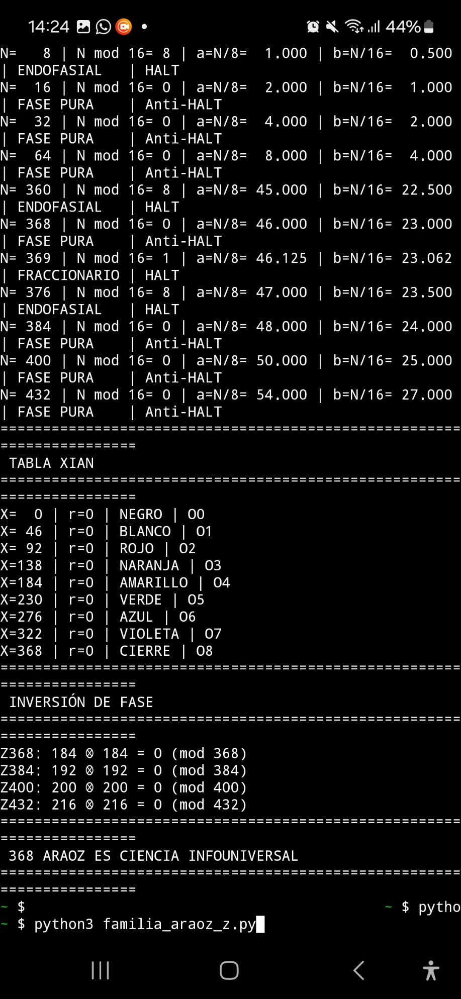 14:24 44%
N=   8 | N mod 16= 8 | a=N/8=  1.000 | b=N/16=  0.500
| ENDOFASIAL   | HALT
N=  16 | N mod 16= 0 | a=N/8=  2.000 | b=N/16=  1.000
| FASE PURA    | Anti-HALT
N=  32 | N mod 16= 0 | a=N/8=  4.000 | b=N/16=  2.000
| FASE PURA    | Anti-HALT
N=  64 | N mod 16= 0 | a=N/8=  8.000 | b=N/16=  4.000
| FASE PURA    | Anti-HALT
N= 360 | N mod 16= 8 | a=N/8= 45.000 | b=N/16= 22.500
| ENDOFASIAL   | HALT
N= 368 | N mod 16= 0 | a=N/8= 46.000 | b=N/16= 23.000
| FASE PURA    | Anti-HALT
N= 369 | N mod 16= 1 | a=N/8= 46.125 | b=N/16= 23.062
| FRACCIONARIO | HALT
N= 376 | N mod 16= 8 | a=N/8= 47.000 | b=N/16= 23.500
| ENDOFASIAL   | HALT
N= 384 | N mod 16= 0 | a=N/8= 48.000 | b=N/16= 24.000
| FASE PURA    | Anti-HALT
N= 400 | N mod 16= 0 | a=N/8= 50.000 | b=N/16= 25.000
| FASE PURA    | Anti-HALT
N= 432 | N mod 16= 0 | a=N/8= 54.000 | b=N/16= 27.000
| FASE PURA    | Anti-HALT
======================================================
================
TABLA XIAN
======================================================
================
X=  0 | r=0 | NEGRO | O0
X= 46 | r=0 | BLANCO | O1
X= 92 | r=0 | ROJO | O2
X=138 | r=0 | NARANJA | O3
X=184 | r=0 | AMARILLO | O4
X=230 | r=0 | VERDE | O5
X=276 | r=0 | AZUL | O6
X=322 | r=0 | VIOLETA | O7
X=368 | r=0 | CIERRE | O8
======================================================
================
INVERSIÓN DE FASE
======================================================
================
Z368: 184 ⊗ 184 = 0 (mod 368)
Z384: 192 ⊗ 192 = 0 (mod 384)
Z400: 200 ⊗ 200 = 0 (mod 400)
Z432: 216 ⊗ 216 = 0 (mod 432)
======================================================
================
368 ARAOZ ES CIENCIA INFOUNIVERSAL
======================================================
================
~ $                                          ~ $ pytho
~ $ python3 familia_araoz_z.py